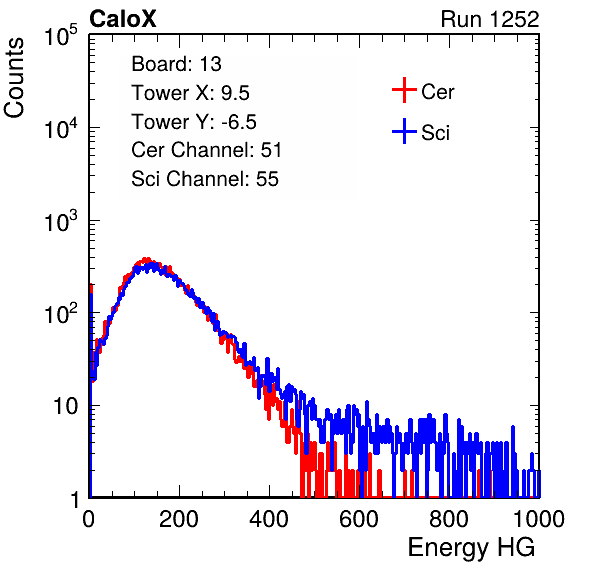 CaloX Run 1252
Counts
Board: 13
Tower X: 9.5
Tower Y: -6.5
Cer Channel: 51
Sci Channel: 55
Cer
Sci
10^5
10^4
10^3
10^2
10
1
0 200 400 600 800 1000
Energy HG